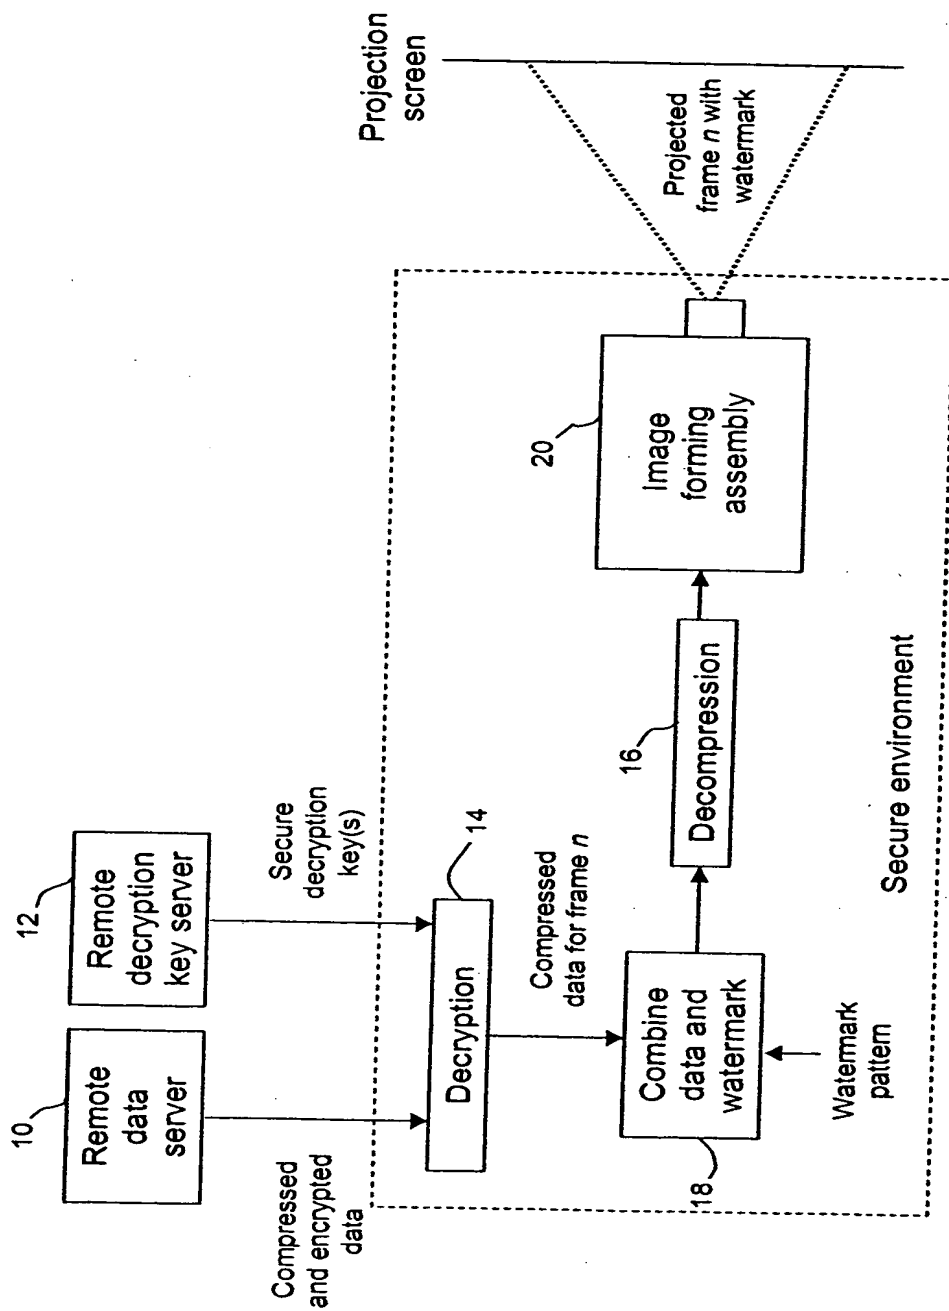 10
Remote
data
server
12
Remote
decryption
key server
Compressed
and encrypted
data
Secure
decryption
key(s)
14
Decryption
Compressed
data for frame n
18
Combine
data and
watermark
Watermark
pattern
16
Decompression
20
Image
forming
assembly
Secure environment
Projected
frame n with
watermark
Projection
screen